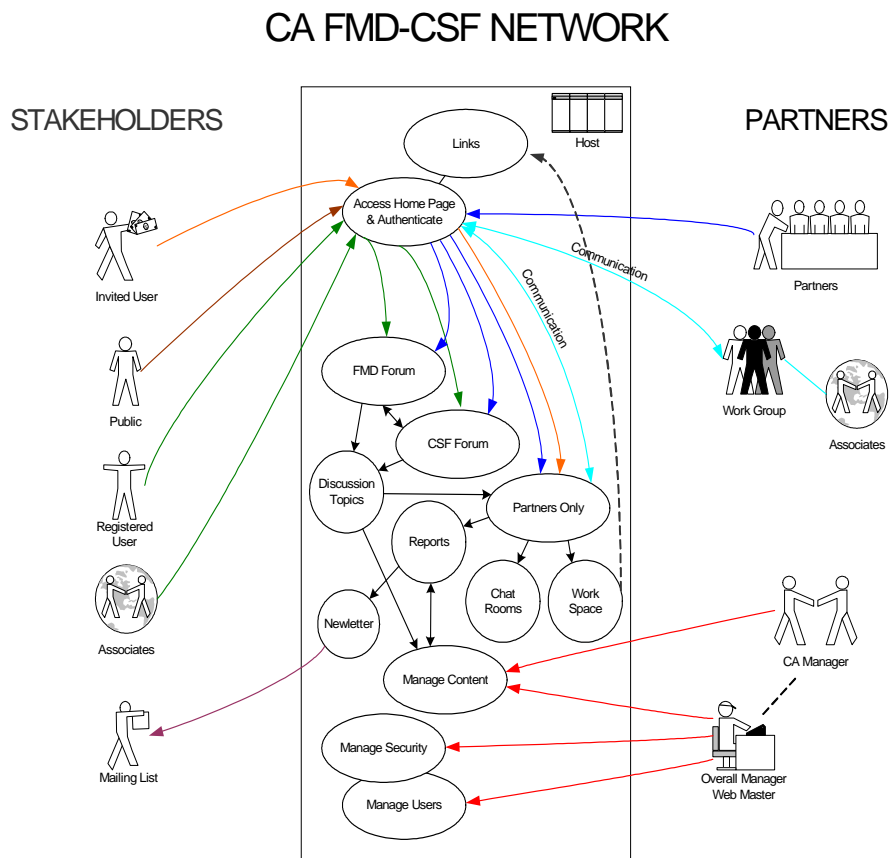 CA FMD-CSF NETWORK
STAKEHOLDERS
PARTNERS
Host
Links
Access Home Page
& Authenticate
Invited User
Communication
Communication
Partners
Public
FMD Forum
Work Group
CSF Forum
Associates
Discussion
Topics
Registered
User
Partners Only
Reports
Chat
Rooms
Work
Space
Newletter
Associates
CA Manager
Manage Content
Mailing List
Manage Security
Overall Manager
Web Master
Manage Users